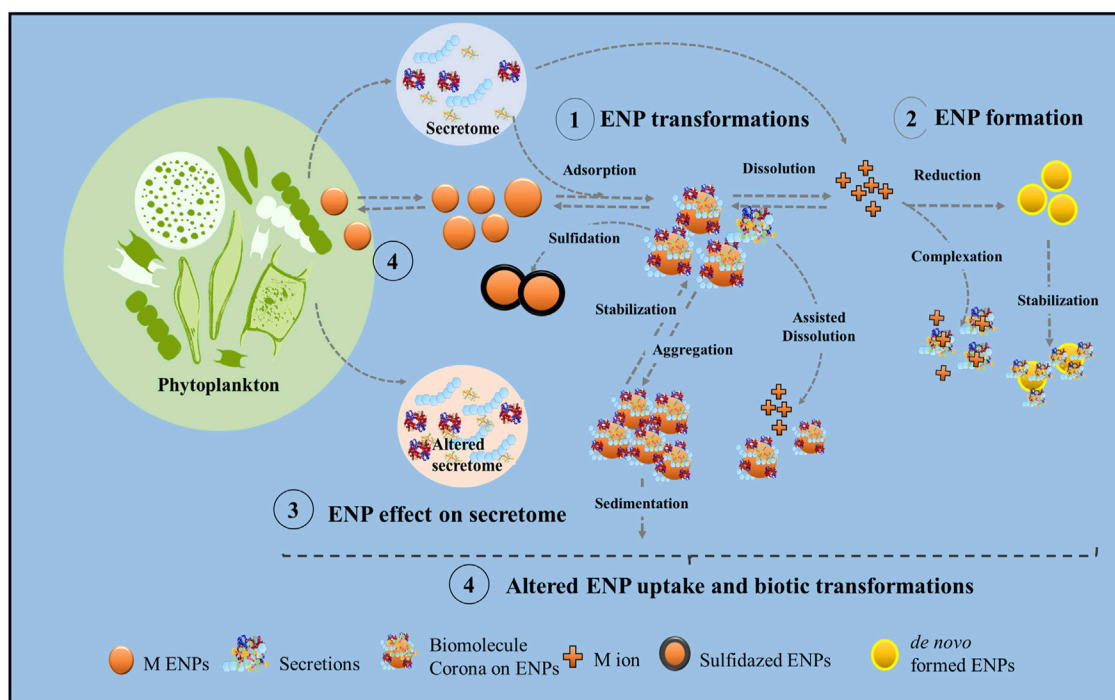 Secretome
1 ENP transformations
2 ENP formation
Adsorption
Dissolution
Reduction
Sulfidation
4
Complexation
Stabilization
Stabilization
Assisted
Dissolution
Aggregation
Phytoplankton
Altered
secretome
Sedimentation
3 ENP effect on secretome
4 Altered ENP uptake and biotic transformations
M ENPs
Secretions
Biomolecule
Corona on ENPs
M ion
Sulfidazed ENPs
de novo
formed ENPs